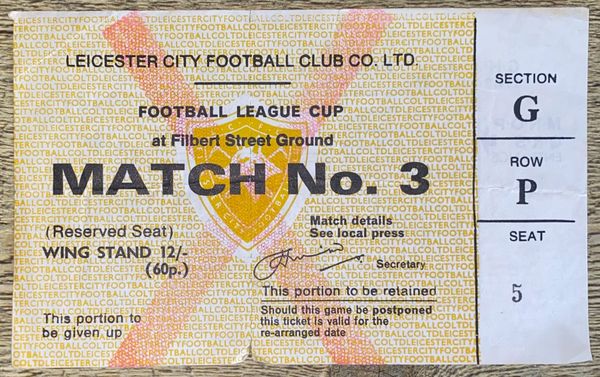 LEICESTER CITY FOOTBALL CLUB CO. LTD.
FOOTBALL LEAGUE CUP
at Filbert Street Ground
MATCH No. 3
(Reserved Seat)
WING STAND 12/-
(60p.)
Match details
See local press
Secretary
This portion to
be given up
This portion to be retained
Should this game be postponed
this ticket is valid for the
re-arranged date
SECTION
G
ROW
P
SEAT
5